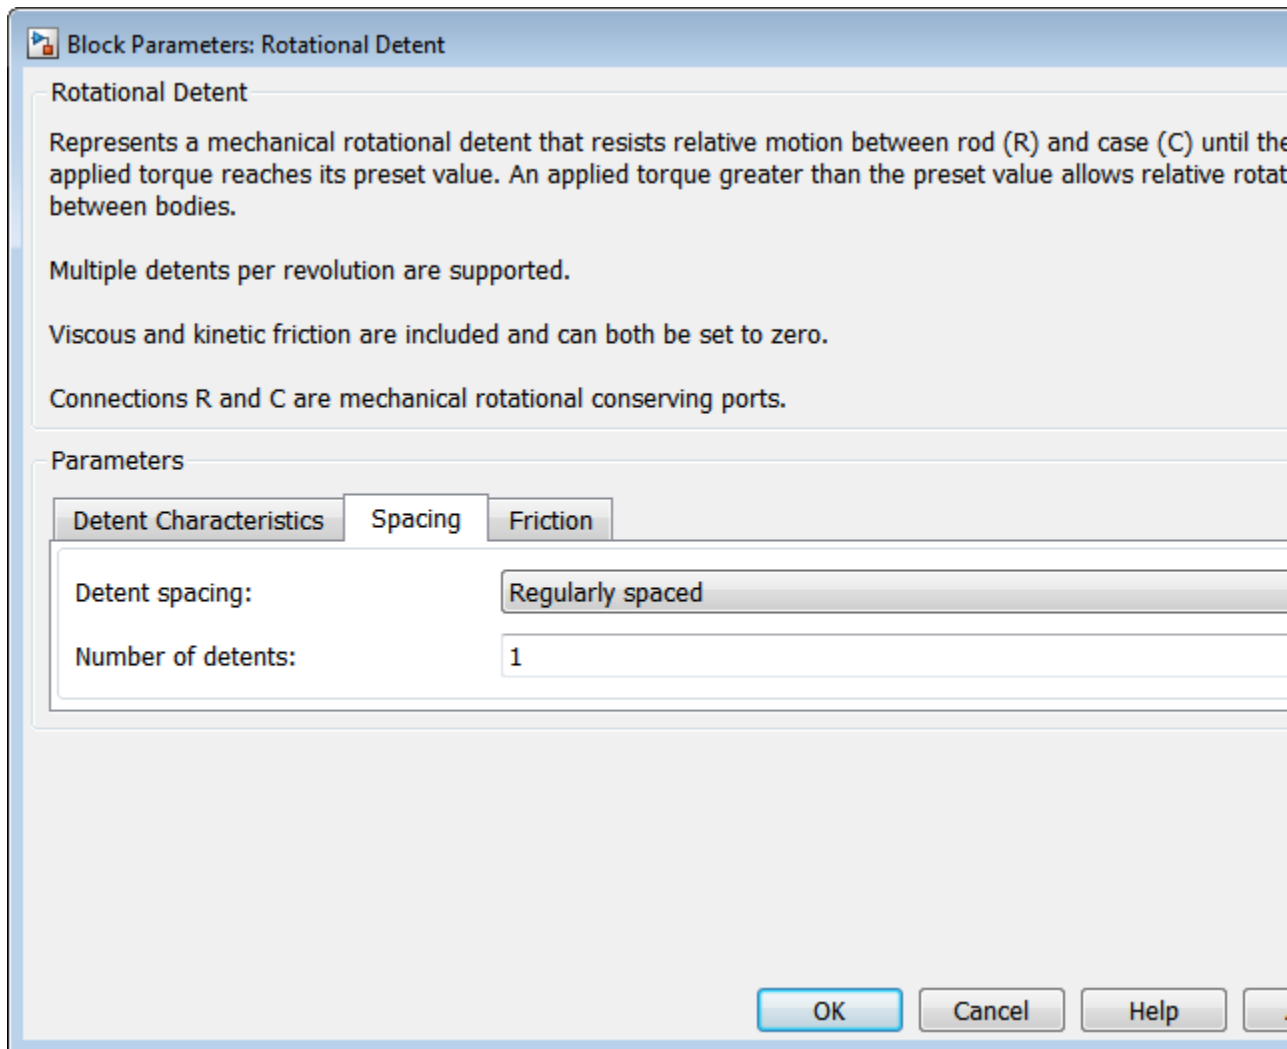 Block Parameters: Rotational Detent
Rotational Detent
Represents a mechanical rotational detent that resists relative motion between rod (R) and case (C) until the
applied torque reaches its preset value. An applied torque greater than the preset value allows relative
between bodies.
Multiple detents per revolution are supported.
Viscous and kinetic friction are included and can both be set to zero.
Connections R and C are mechanical rotational conserving ports.
Parameters
Detent Characteristics Spacing Friction
Detent spacing: Regularly spaced
Number of detents: 1
OK Cancel Help